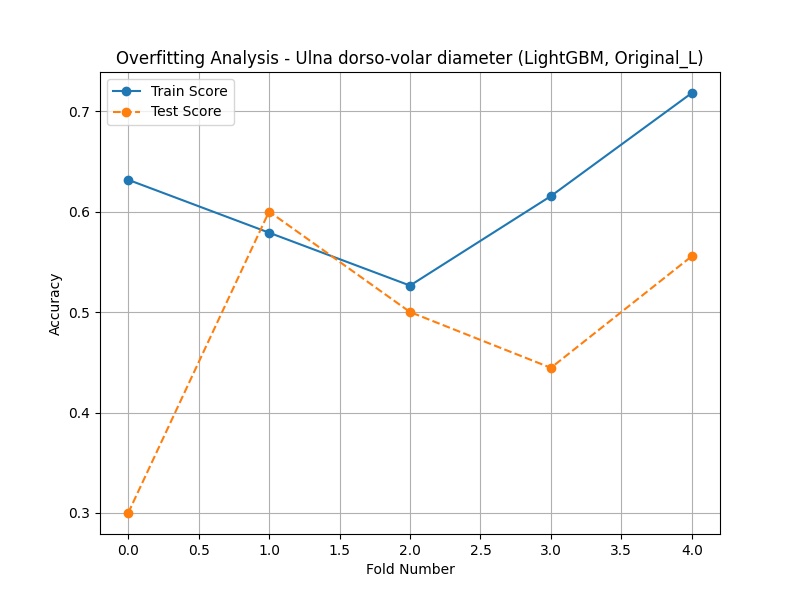 Overfitting Analysis - Ulna dorso-volar diameter (LightGBM, Original_L)
Train Score
Test Score
0.7
0.6
0.5
0.4
0.3
Accuracy
0.0 0.5 1.0 1.5 2.0 2.5 3.0 3.5 4.0
Fold Number